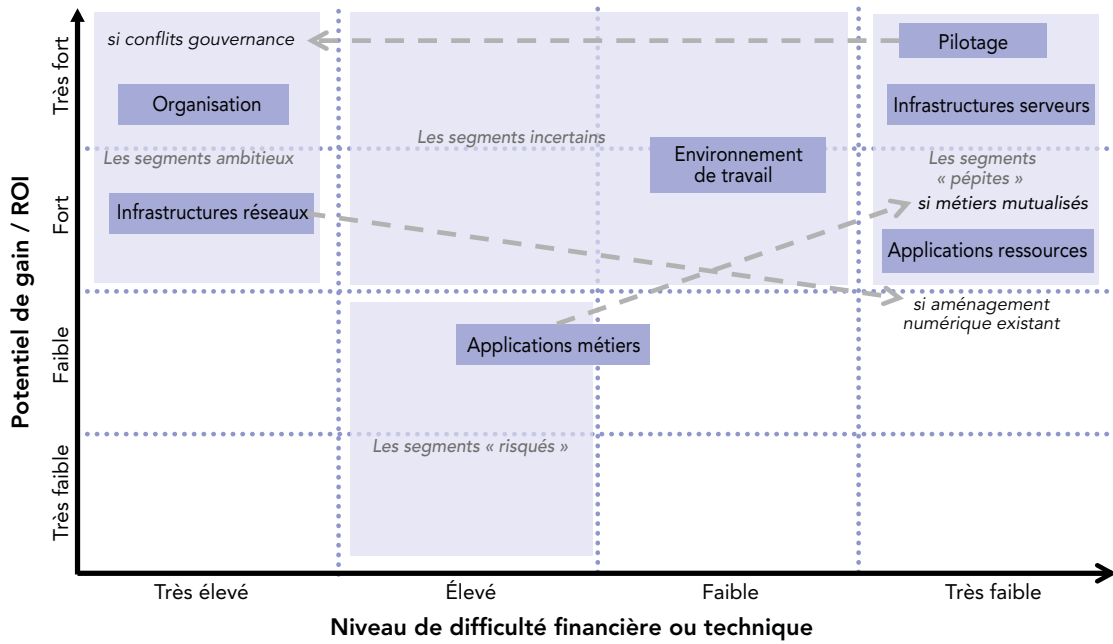 Potentiel de gain / ROI
Très fort
Fort
Faible
Très faible
si conflits gouvernance
Pilotage
Organisation
Infrastructures serveurs
Les segments incertains
Les segments ambitieux
Environnement
de travail
Les segments
« pépites »
si métiers mutualisés
Infrastructures réseaux
Applications ressources
si aménagement
numérique existant
Applications métiers
Les segments « risqués »
Très élevé
Élevé
Faible
Très faible
Niveau de difficulté financière ou technique